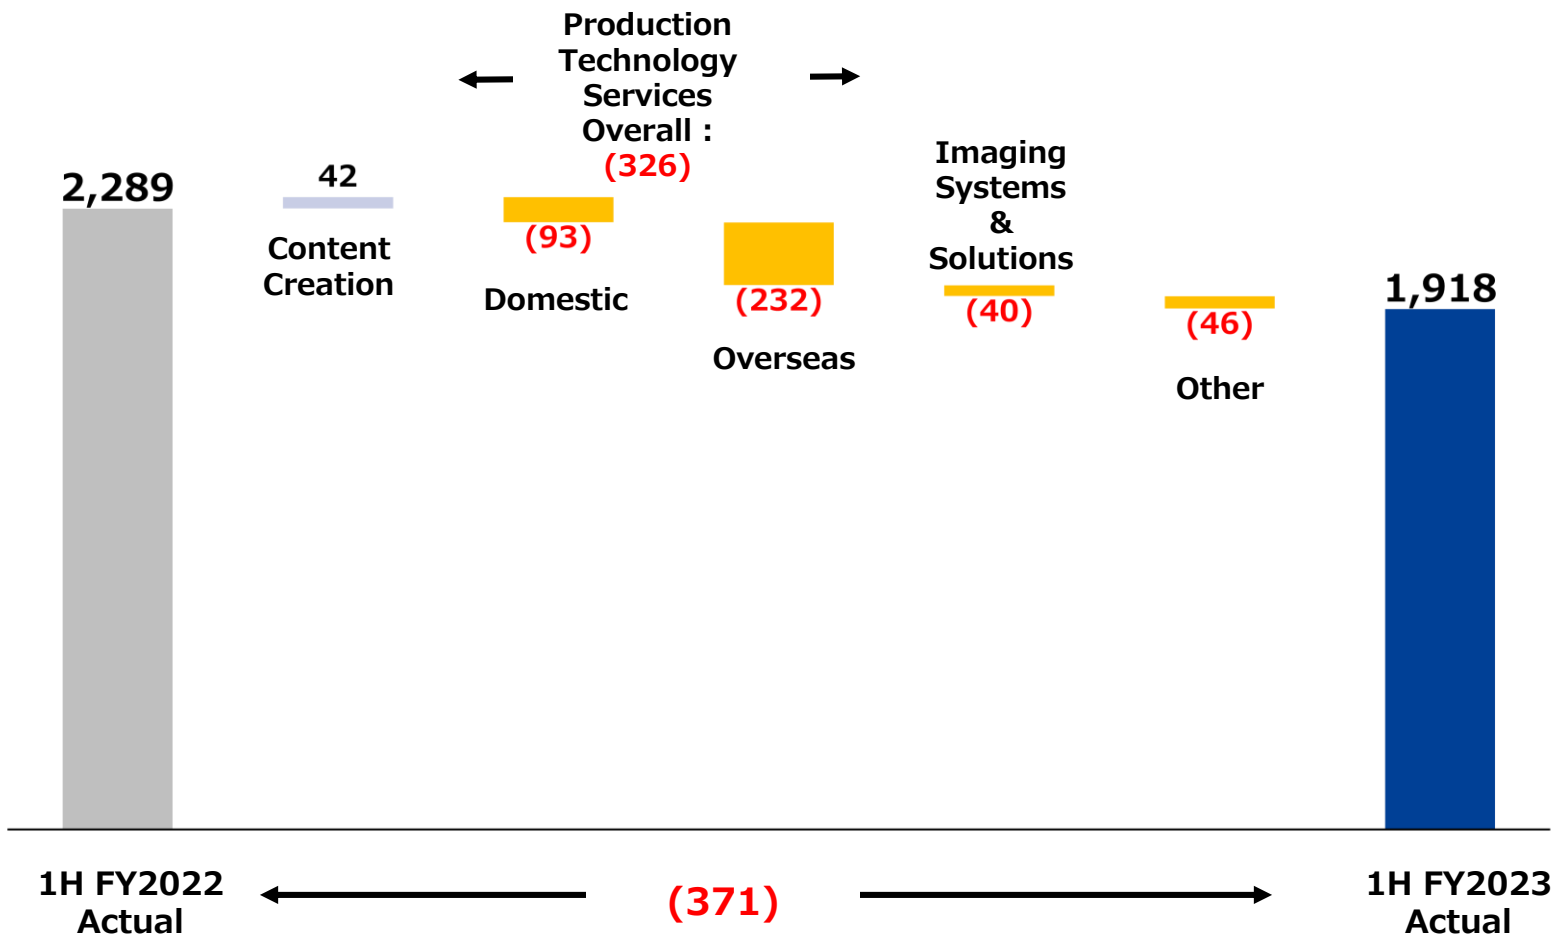 Production
Technology
Services
Overall :
(326)
2,289
42
Content
Creation
(93)
Domestic
(232)
Overseas
Imaging
Systems
&
Solutions
(40)
(46)
Other
1,918
1H FY2022
Actual
(371)
1H FY2023
Actual